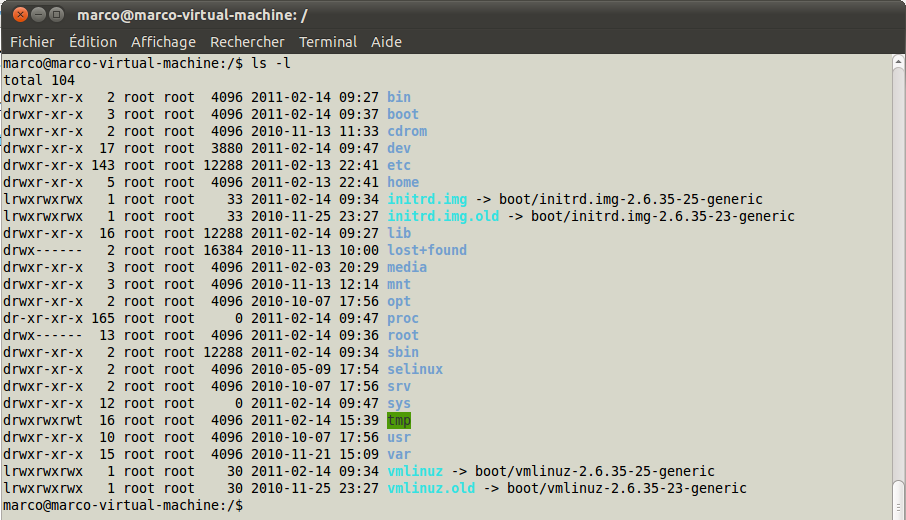 marco@marco-virtual-machine: /
Fichier Édition Affichage Rechercher Terminal Aide
marco@marco-virtual-machine:/$ ls -l
total 104
drwxr-xr-x   2 root root  4096 2011-02-14 09:27 bin
drwxr-xr-x   3 root root  4096 2011-02-14 09:37 boot
drwxr-xr-x   2 root root  4096 2010-11-13 11:33 cdrom
drwxr-xr-x  17 root root  3880 2011-02-14 09:47 dev
drwxr-xr-x 143 root root 12288 2011-02-13 22:41 etc
drwxr-xr-x   5 root root  4096 2011-02-13 22:41 home
lrwxrwxrwx   1 root root    33 2011-02-14 09:34 initrd.img -> boot/initrd.img-2.6.35-25-generic
lrwxrwxrwx   1 root root    33 2010-11-25 23:27 initrd.img.old -> boot/initrd.img-2.6.35-23-generic
drwxr-xr-x  16 root root 12288 2011-02-14 09:27 lib
drwx------   2 root root 16384 2010-11-13 10:00 lost+found
drwxr-xr-x   3 root root  4096 2011-02-03 20:29 media
drwxr-xr-x   3 root root  4096 2010-11-13 12:14 mnt
drwxr-xr-x   2 root root  4096 2010-10-07 17:56 opt
dr-xr-xr-x 165 root root     0 2011-02-14 09:47 proc
drwx------  13 root root  4096 2011-02-14 09:36 root
drwxr-xr-x   2 root root 12288 2011-02-14 09:34 sbin
drwxr-xr-x   2 root root  4096 2010-05-09 17:54 selinux
drwxr-xr-x   2 root root  4096 2010-10-07 17:56 srv
drwxr-xr-x  12 root root     0 2011-02-14 09:47 sys
drwxrwxrwt  16 root root  4096 2011-02-14 15:39 tmp
drwxr-xr-x  10 root root  4096 2010-10-07 17:56 usr
drwxr-xr-x  15 root root  4096 2010-11-21 15:09 var
lrwxrwxrwx   1 root root    30 2011-02-14 09:34 vmlinuz -> boot/vmlinuz-2.6.35-25-generic
lrwxrwxrwx   1 root root    30 2010-11-25 23:27 vmlinuz.old -> boot/vmlinuz-2.6.35-23-generic
marco@marco-virtual-machine:/$